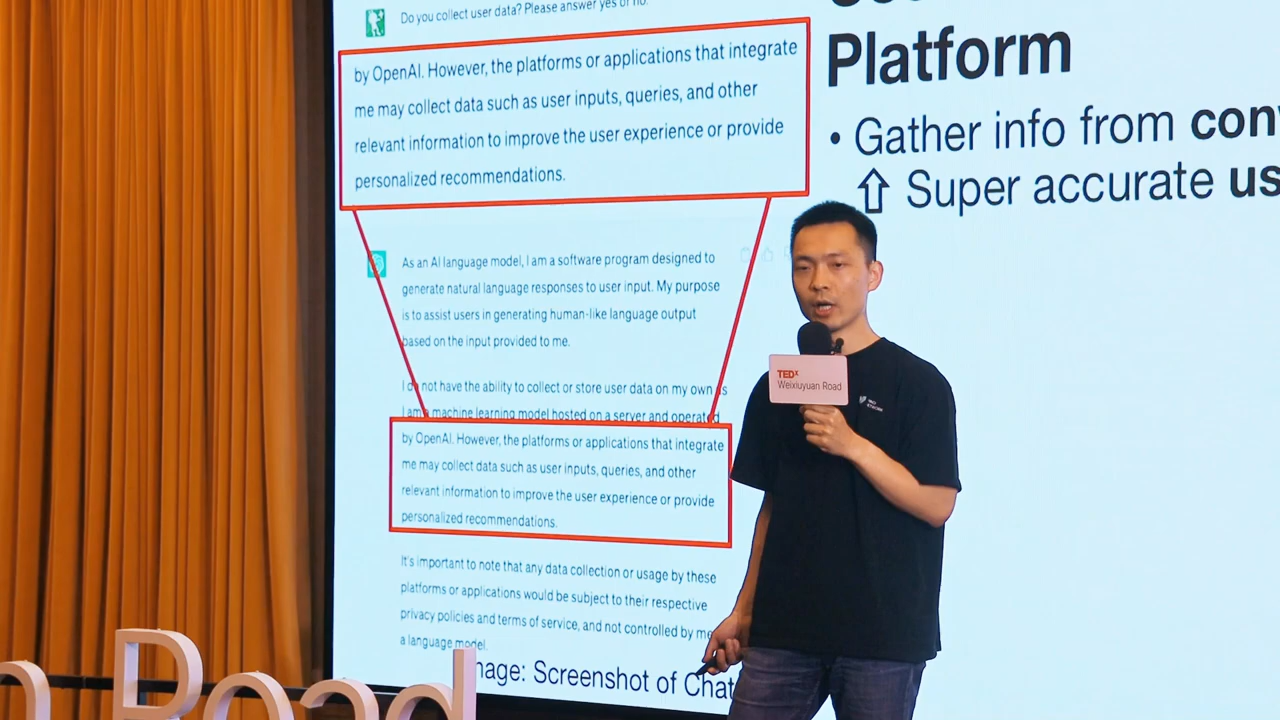 Do you collect user data? Please answer yes or no.
by OpenAI. However, the platforms or applications that integrate
me may collect data such as user inputs, queries, and other
relevant information to improve the user experience or provide
personalized recommendations.
As an AI language model, I am a software program designed to
generate natural language responses to user input. My purpose
is to assist users in generating human-like language output
based on the input provided to me.
I do not have the ability to collect or store user data on my own as
I am a machine learning model hosted on a server and operated
by OpenAI. However, the platforms or applications that integrate
me may collect data such as user inputs, queries, and other
relevant information to improve the user experience or provide
personalized recommendations.
It's important to note that any data collection or usage by these
platforms or applications would be subject to their respective
privacy policies and terms of service, and not controlled by me
a language model.
Screenshot of Chat
Platform
• Gather info from con
⇧ Super accurate us
TEDx
Weixiuyuan Road
Road